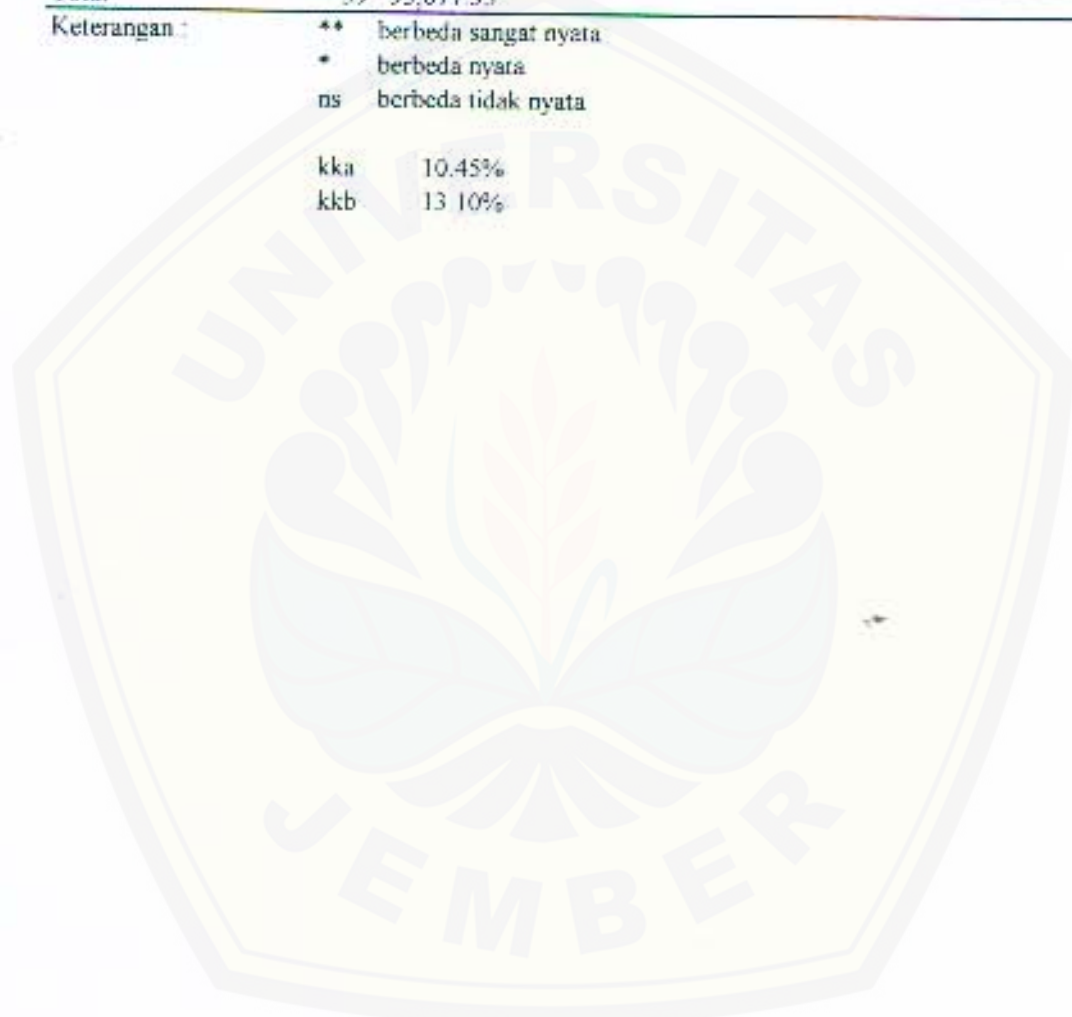 Keterangan :	**	berbeda sangat nyata
*	berbeda nyata
ns	berbeda tidak nyata
kka	10.45%
kkb	13 10%
UNIVERSITAS
JEMBER